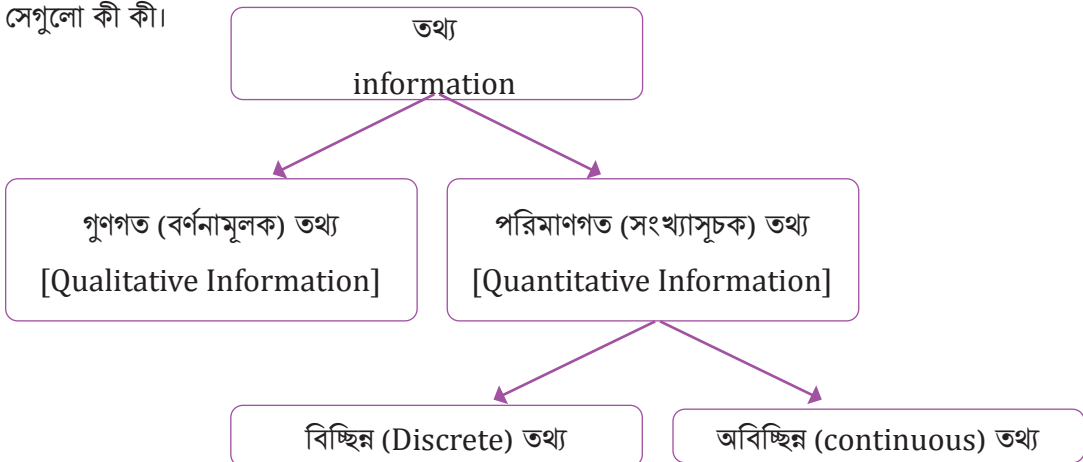 সেগুলো কী কী।
তথ্য
information
গুণগত (বর্ণনামূলক) তথ্য
[Qualitative Information]
পরিমাণগত (সংখ্যাসূচক) তথ্য
[Quantitative Information]
বিচ্ছিন্ন (Discrete) তথ্য
অবিচ্ছিন্ন (continuous) তথ্য